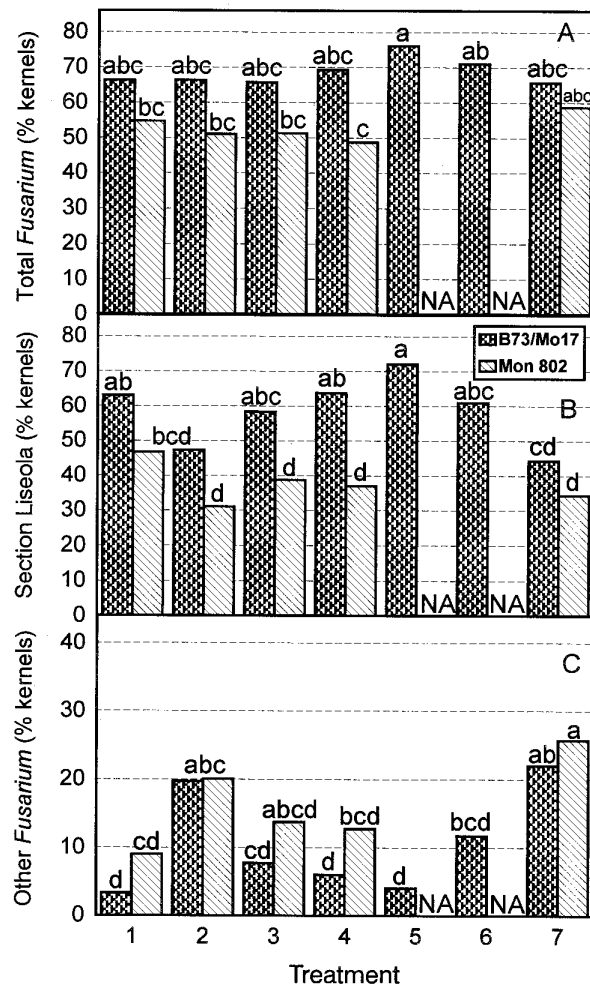 A
Total Fusarium (% kernels)
80
70
60
50
40
30
20
10
0
abc
bc
abc
bc
abc
bc
abc
c
a
NA
ab
NA
abc
abc
B
B73/Mo17
Mon 802
Section Liseola (% kernels)
80
70
60
50
40
30
20
10
0
ab
bcd
d
abc
d
ab
d
a
NA
abc
NA
cd
d
C
Other Fusarium (% kernels)
40
30
20
10
0
d
cd
abc
cd
abcd
d
bcd
d
NA
bcd
NA
ab
a
1 2 3 4 5 6 7
Treatment